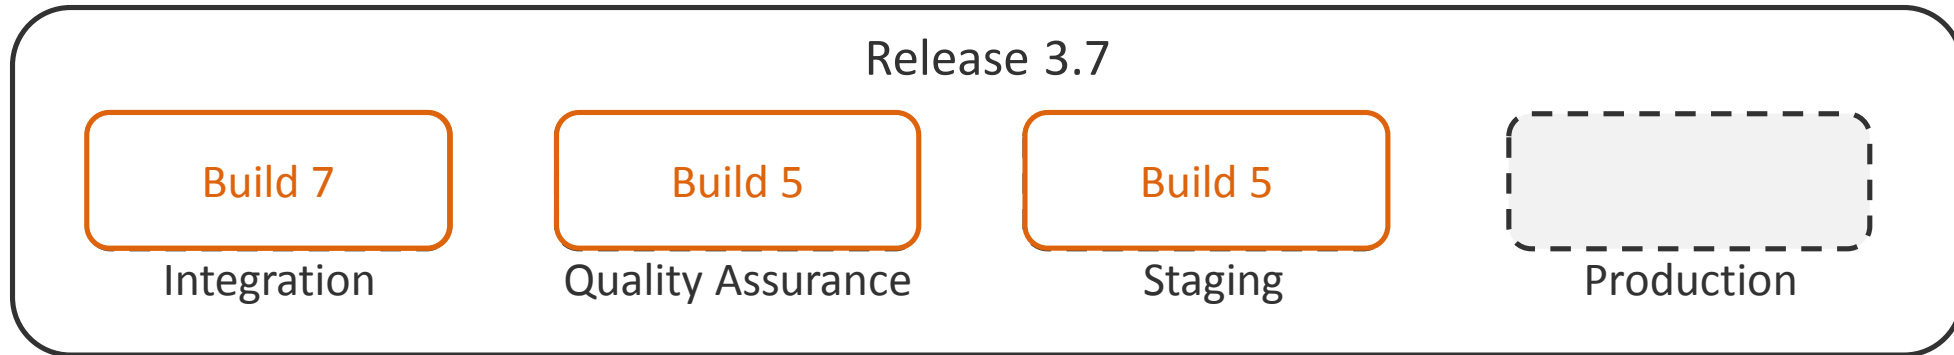 Release 3.7
Build 7
Build 5
Build 5
Integration
Quality Assurance
Staging
Production